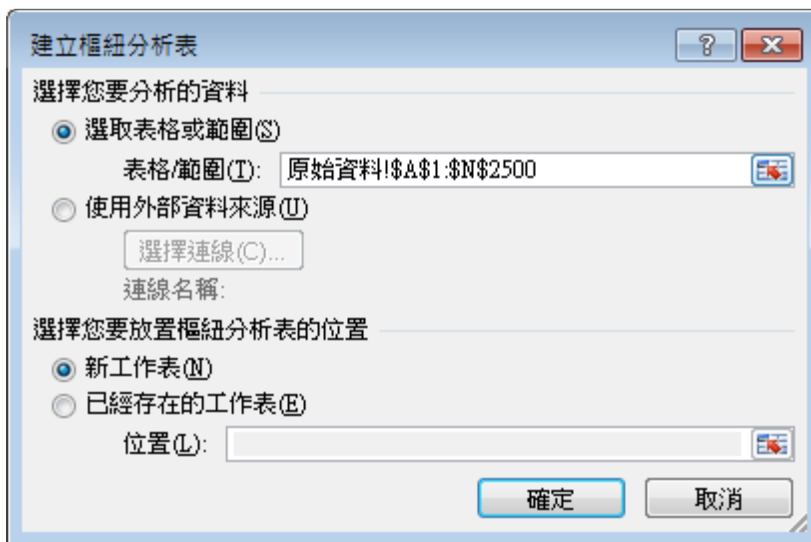 建立樞紐分析表
選擇您要分析的資料
選取表格或範圍(S)
表格/範圍(T): 原始資料!$A$1:$N$2500
使用外部資料來源(U)
選擇連線(C)...
連線名稱:
選擇您要放置樞紐分析表的位置
新工作表(N)
已經存在的工作表(E)
位置(L):
確定 取消